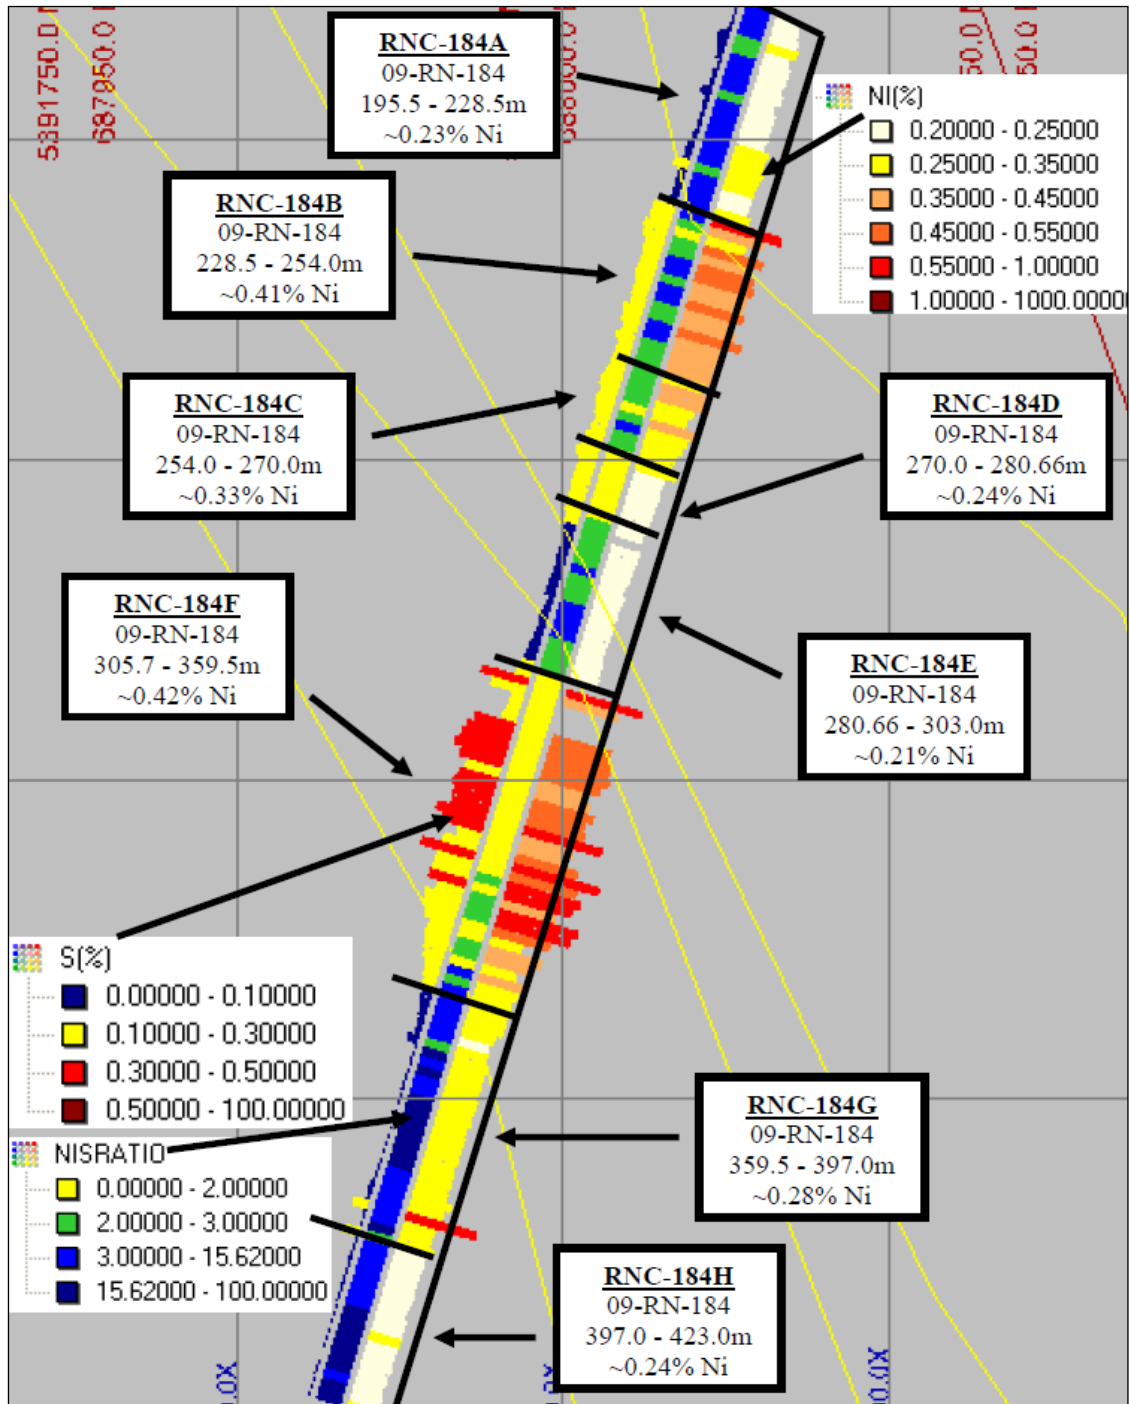 5391750.0
687950.0
688000.0
50.0
50.0
RNC-184A
09-RN-184
195.5 - 228.5m
~0.23% Ni
NI(%)
0.20000 - 0.25000
0.25000 - 0.35000
0.35000 - 0.45000
0.45000 - 0.55000
0.55000 - 1.00000
1.00000 - 1000.00000
RNC-184B
09-RN-184
228.5 - 254.0m
~0.41% Ni
RNC-184C
09-RN-184
254.0 - 270.0m
~0.33% Ni
RNC-184D
09-RN-184
270.0 - 280.66m
~0.24% Ni
RNC-184F
09-RN-184
305.7 - 359.5m
~0.42% Ni
RNC-184E
09-RN-184
280.66 - 303.0m
~0.21% Ni
S(%)
0.00000 - 0.10000
0.10000 - 0.30000
0.30000 - 0.50000
0.50000 - 100.00000
NISRATIO
0.00000 - 2.00000
2.00000 - 3.00000
3.00000 - 15.62000
15.62000 - 100.00000
RNC-184G
09-RN-184
359.5 - 397.0m
~0.28% Ni
RNC-184H
09-RN-184
397.0 - 423.0m
~0.24% Ni